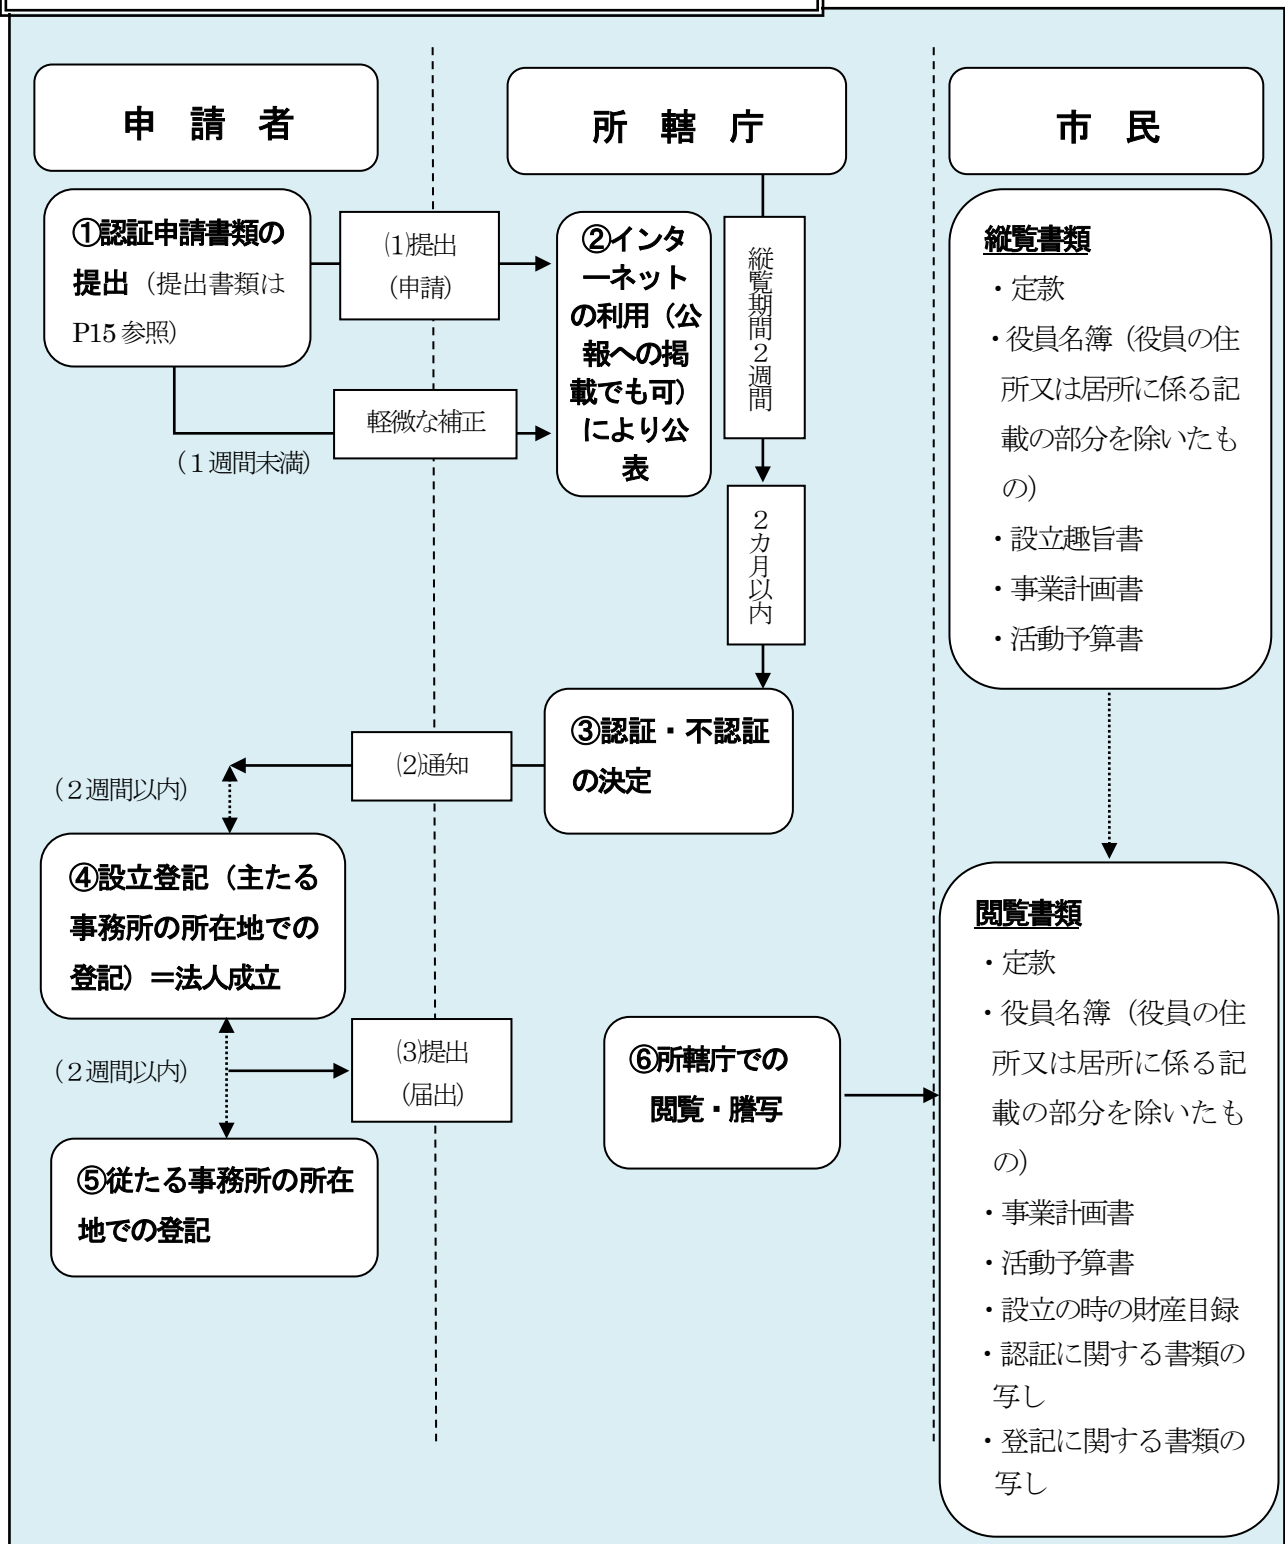 申 請 者
所 轄 庁
市 民
①認証申請書類の
提出（提出書類は
P15 参照）
⑴提出
（申請）
軽微な補正
（１週間未満）
②インタ
ーネット
の利用（公
報への掲
載でも可）
により公
表
縦覧期間２週間
２カ月以内
縦覧書類
・定款
・役員名簿（役員の住
所又は居所に係る記
載の部分を除いたも
の）
・設立趣旨書
・事業計画書
・活動予算書
③認証・不認証
の決定
⑵通知
（２週間以内）
④設立登記（主たる
事務所の所在地での
登記）＝法人成立
（２週間以内）
⑶提出
（届出）
⑤従たる事務所の所在
地での登記
⑥所轄庁での
閲覧・謄写
閲覧書類
・定款
・役員名簿（役員の住
所又は居所に係る記
載の部分を除いたも
の）
・事業計画書
・活動予算書
・設立の時の財産目録
・認証に関する書類の
写し
・登記に関する書類の
写し